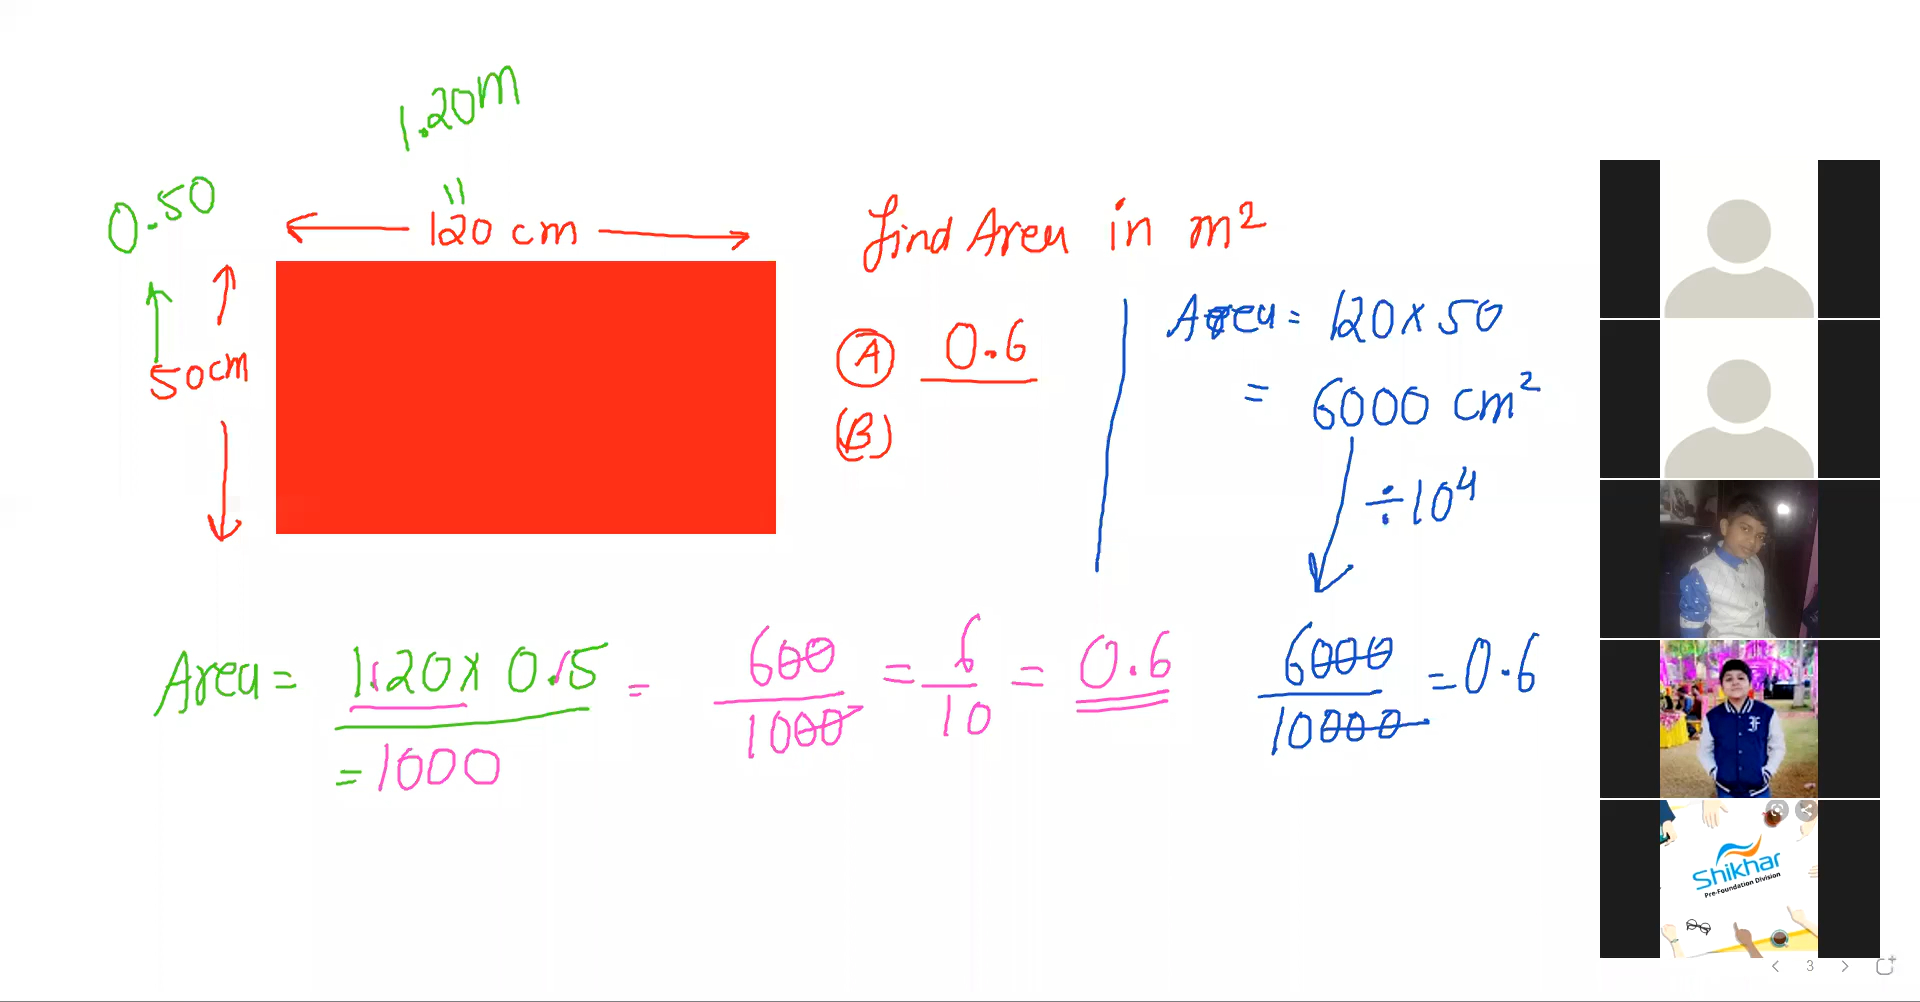 1.20m
0.50
120 cm
find Area in m²
50cm
(A) 0.6
(B)
Area = 120 x 50
= 6000 cm²
÷10⁴
Area = 1.20 x 0.5 / 1000 = 600/1000 = 6/10 = 0.6
=
6000/10000 = 0.6
F
Shikhar
Pre-Foundation Division
3